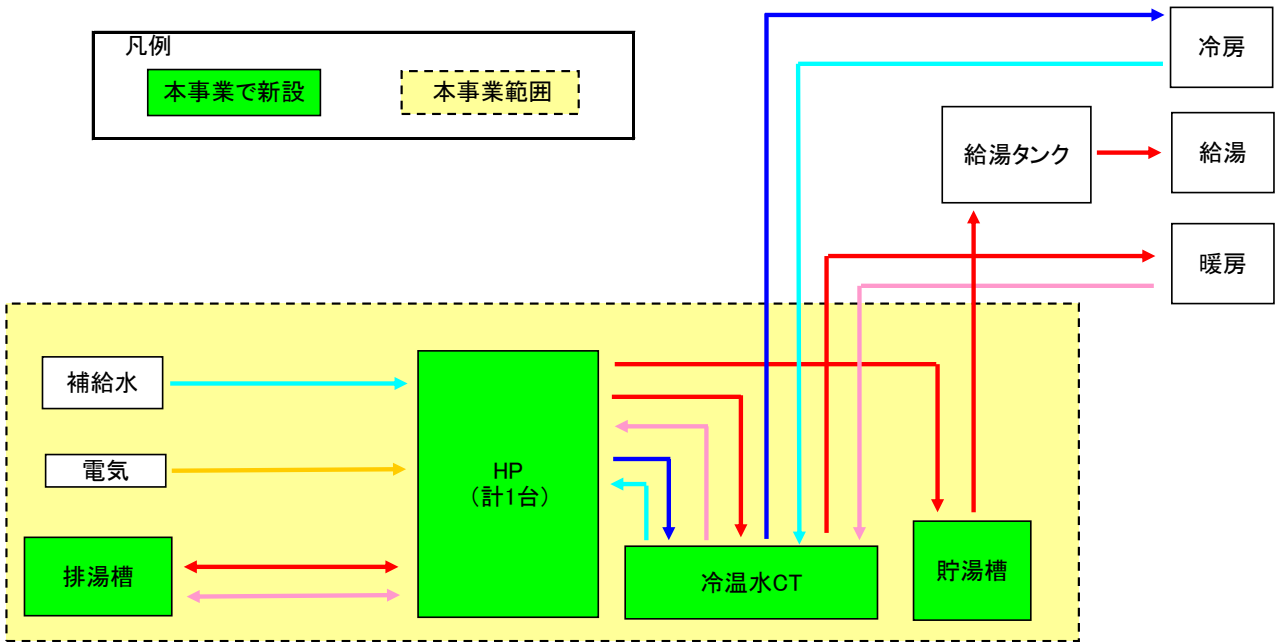 凡例
本事業で新設
本事業範囲
冷房
給湯タンク
給湯
暖房
補給水
電気
HP
（計1台）
排湯槽
冷温水CT
貯湯槽